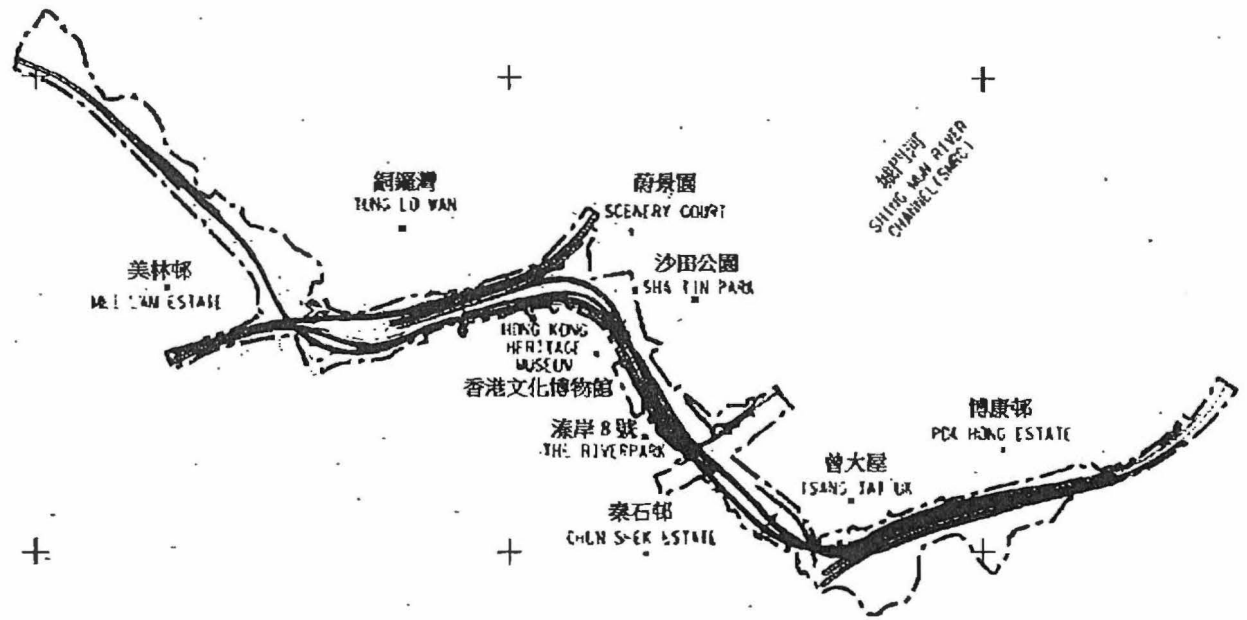 城門河
SHING MUN RIVER
CHANNEL(SMRC)
銅鑼灣
TUNG LO WAN
蔚景園
SCENERY COURT
沙田公園
SHA TIN PARK
美林邨
MEI LAM ESTATE
HONG KONG
HERITAGE
MUSEUM
香港文化博物館
溱岸8號
THE RIVERPARK
博康邨
POK HONG ESTATE
曾大屋
TSANG TAI UK
秦石邨
CHUN SHEK ESTATE